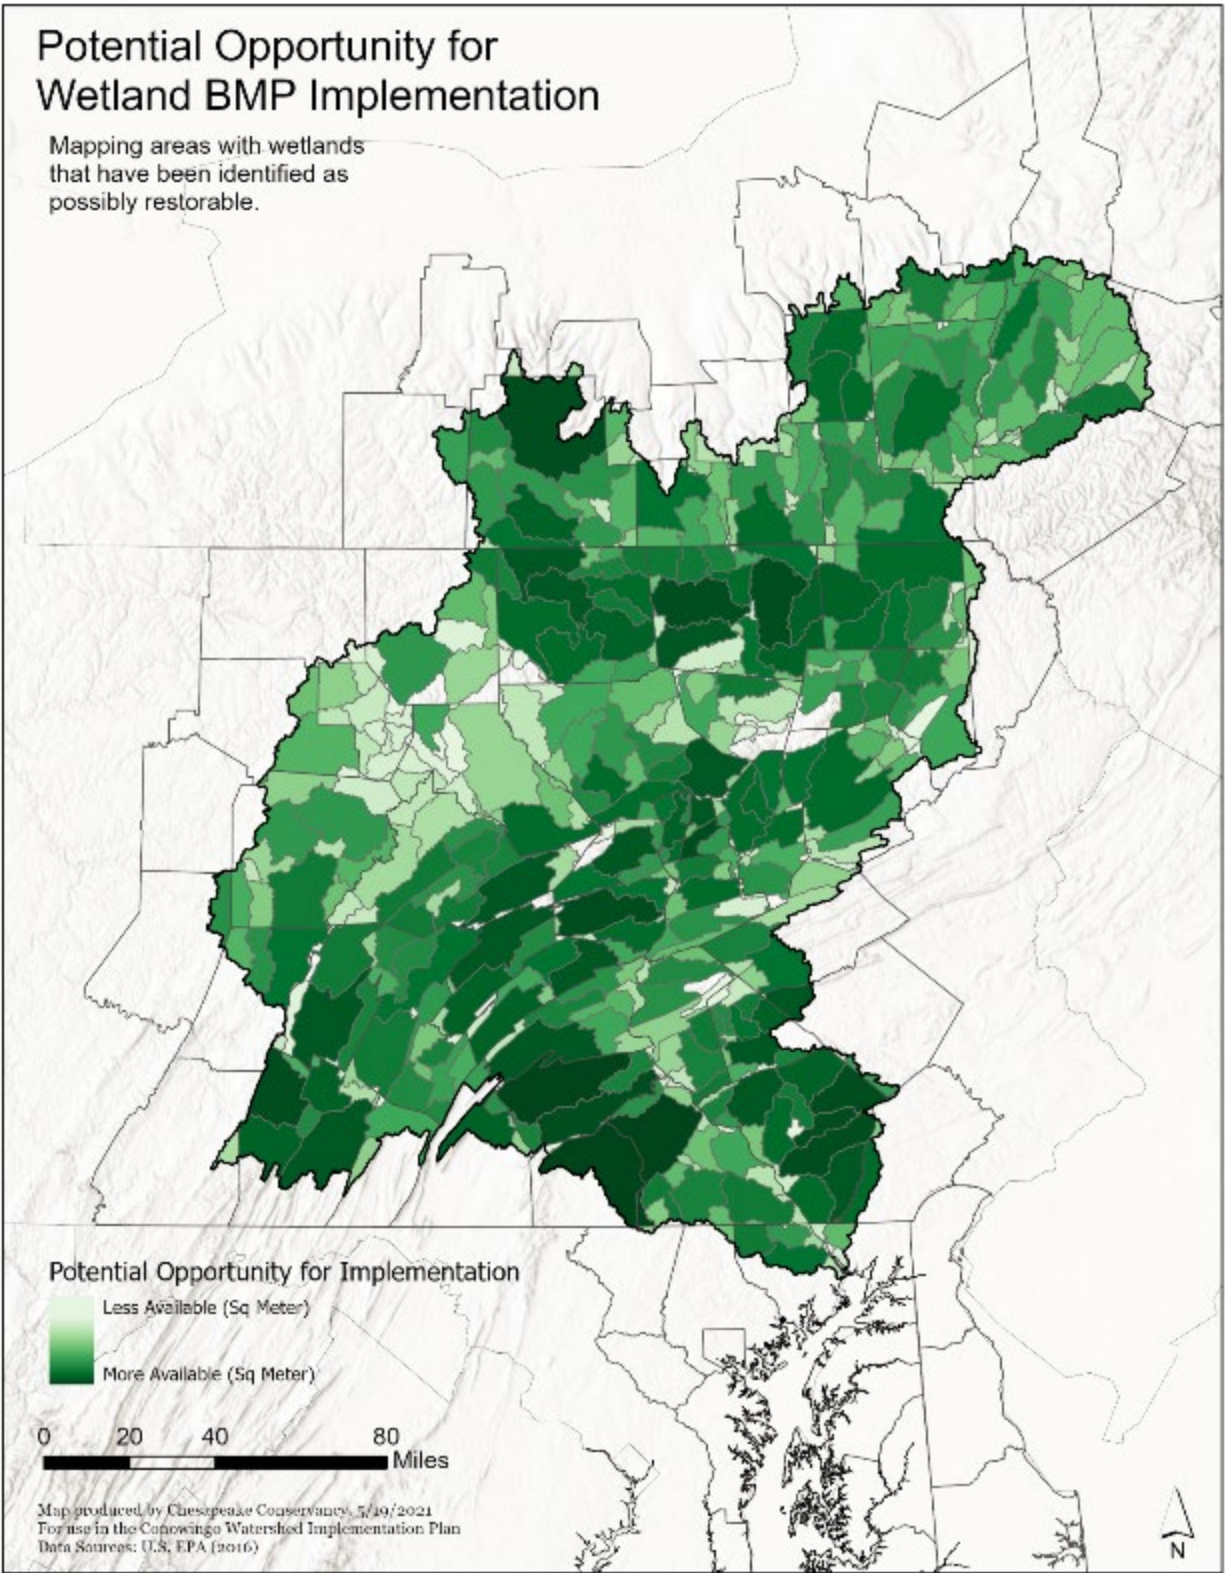 Potential Opportunity for
Wetland BMP Implementation
Mapping areas with wetlands
that have been identified as
possibly restorable.
Potential Opportunity for Implementation
Less Available (Sq Meter)
More Available (Sq Meter)
0 20 40 80
Miles
Map produced by Chesapeake Conservancy, 5/19/2021
For use in the Conowingo Watershed Implementation Plan
Data Sources: U.S. EPA (2016)
N